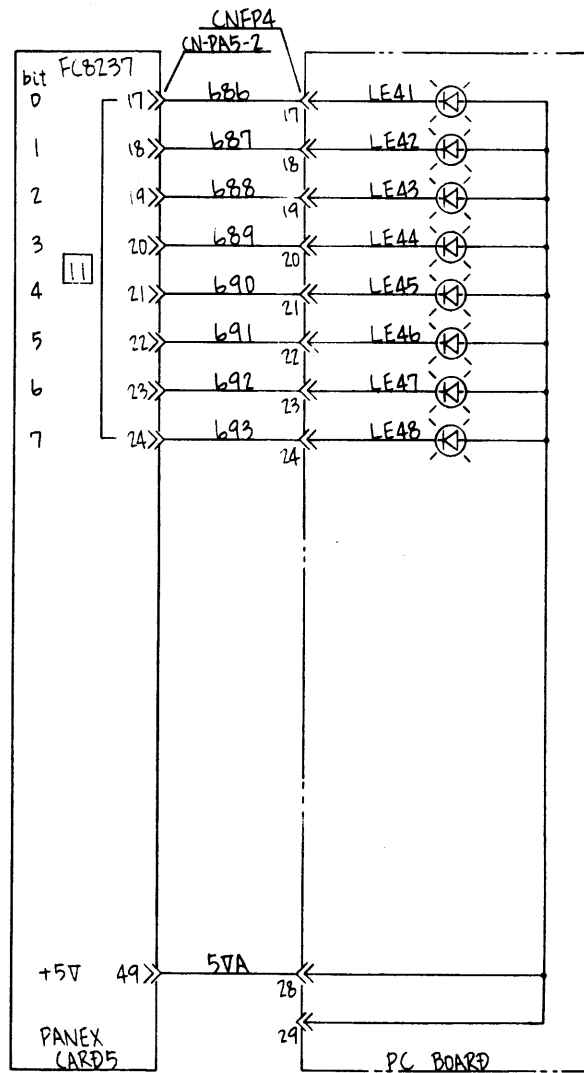 CNFP4
CN-PA5-2
bit FC8237
0 17 686 17 LE41
1 18 687 18 LE42
2 19 688 19 LE43
3 20 689 20 LE44
11
4 21 690 21 LE45
5 22 691 22 LE46
6 23 692 23 LE47
7 24 693 24 LE48
+5V 49 5VA 28
29
PANEX
CARD5
PC BOARD